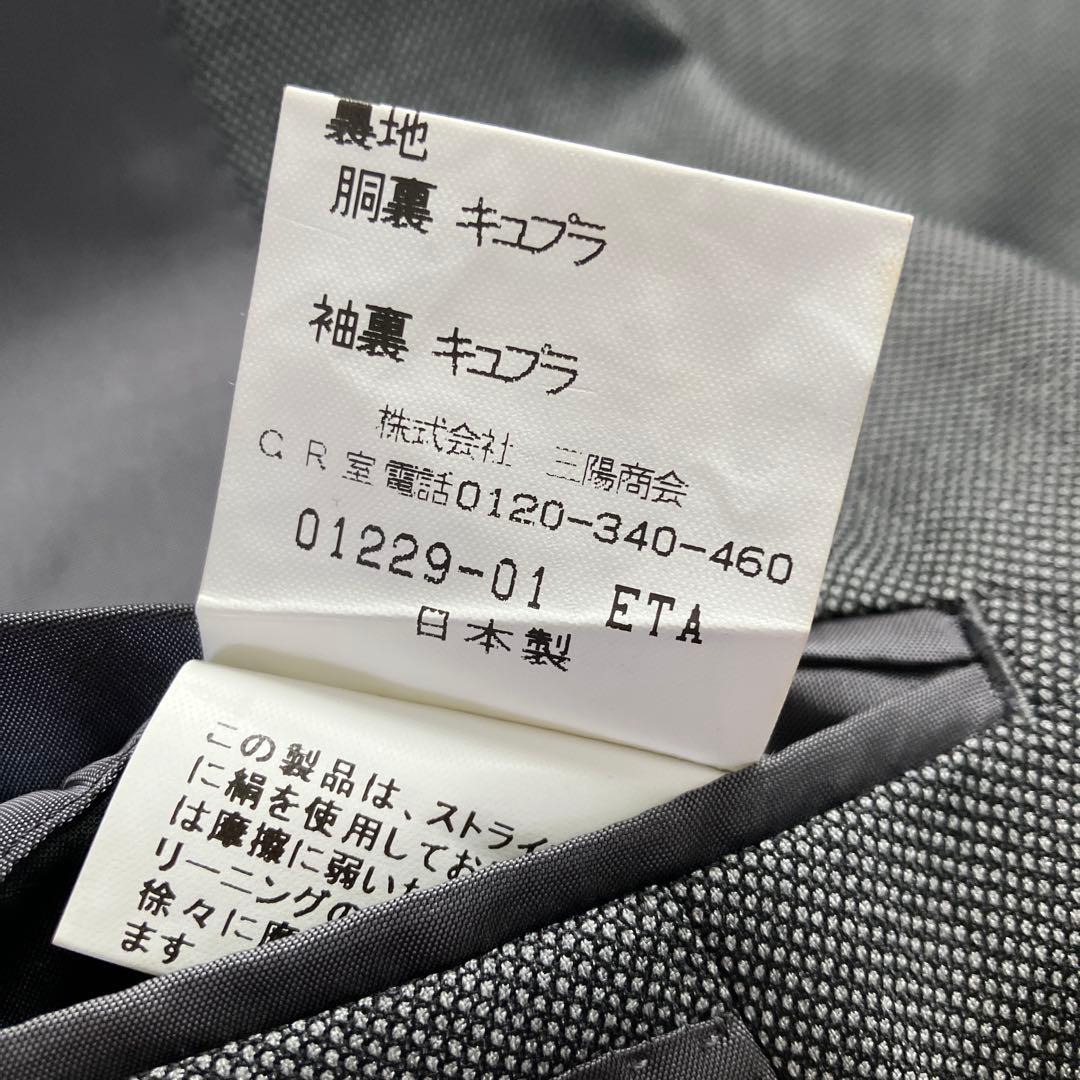 裏地
胴裏 キュプラ
袖裏 キュプラ
株式会社 三陽商会
CR室電話0120-340-460
01229-01 ETA
日本製
この製品は、ストライ
に絹を使用してお
は摩擦に弱い
リーニングの
徐々に
ます